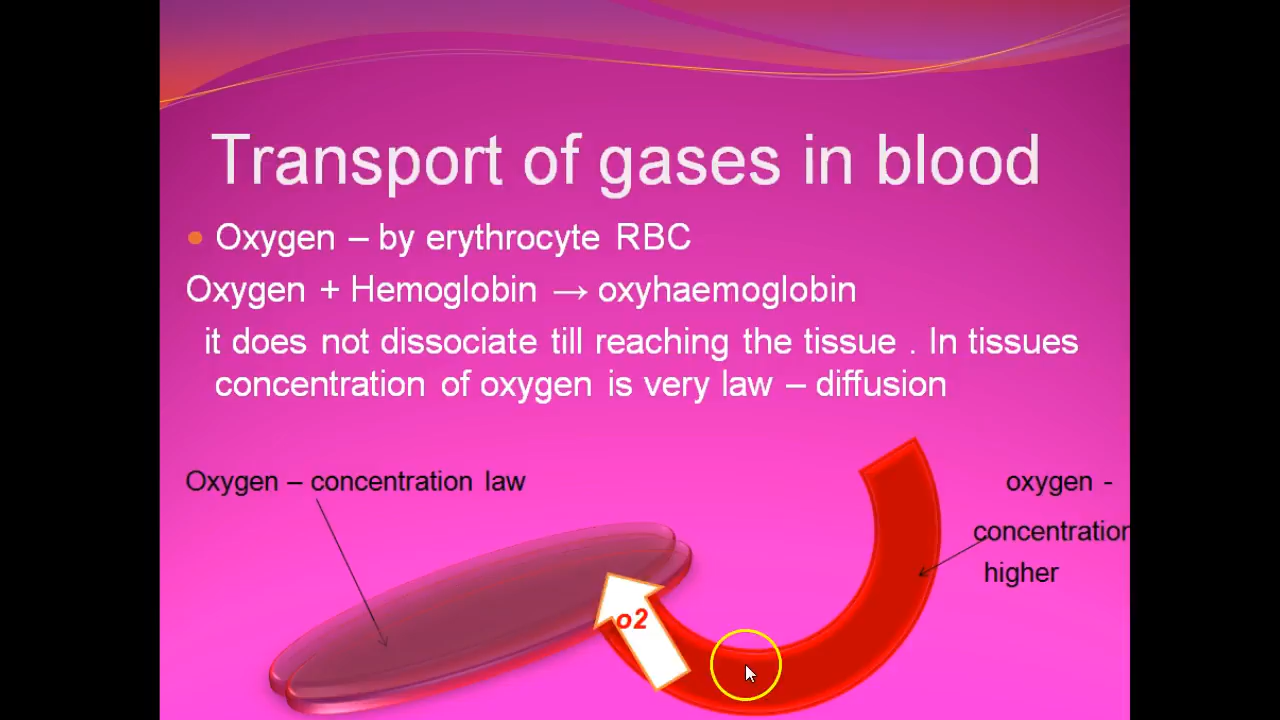 Transport of gases in blood
Oxygen – by erythrocyte RBC
Oxygen + Hemoglobin → oxyhaemoglobin
it does not dissociate till reaching the tissue . In tissues
concentration of oxygen is very law – diffusion
Oxygen – concentration law
oxygen -
concentration
higher
o2